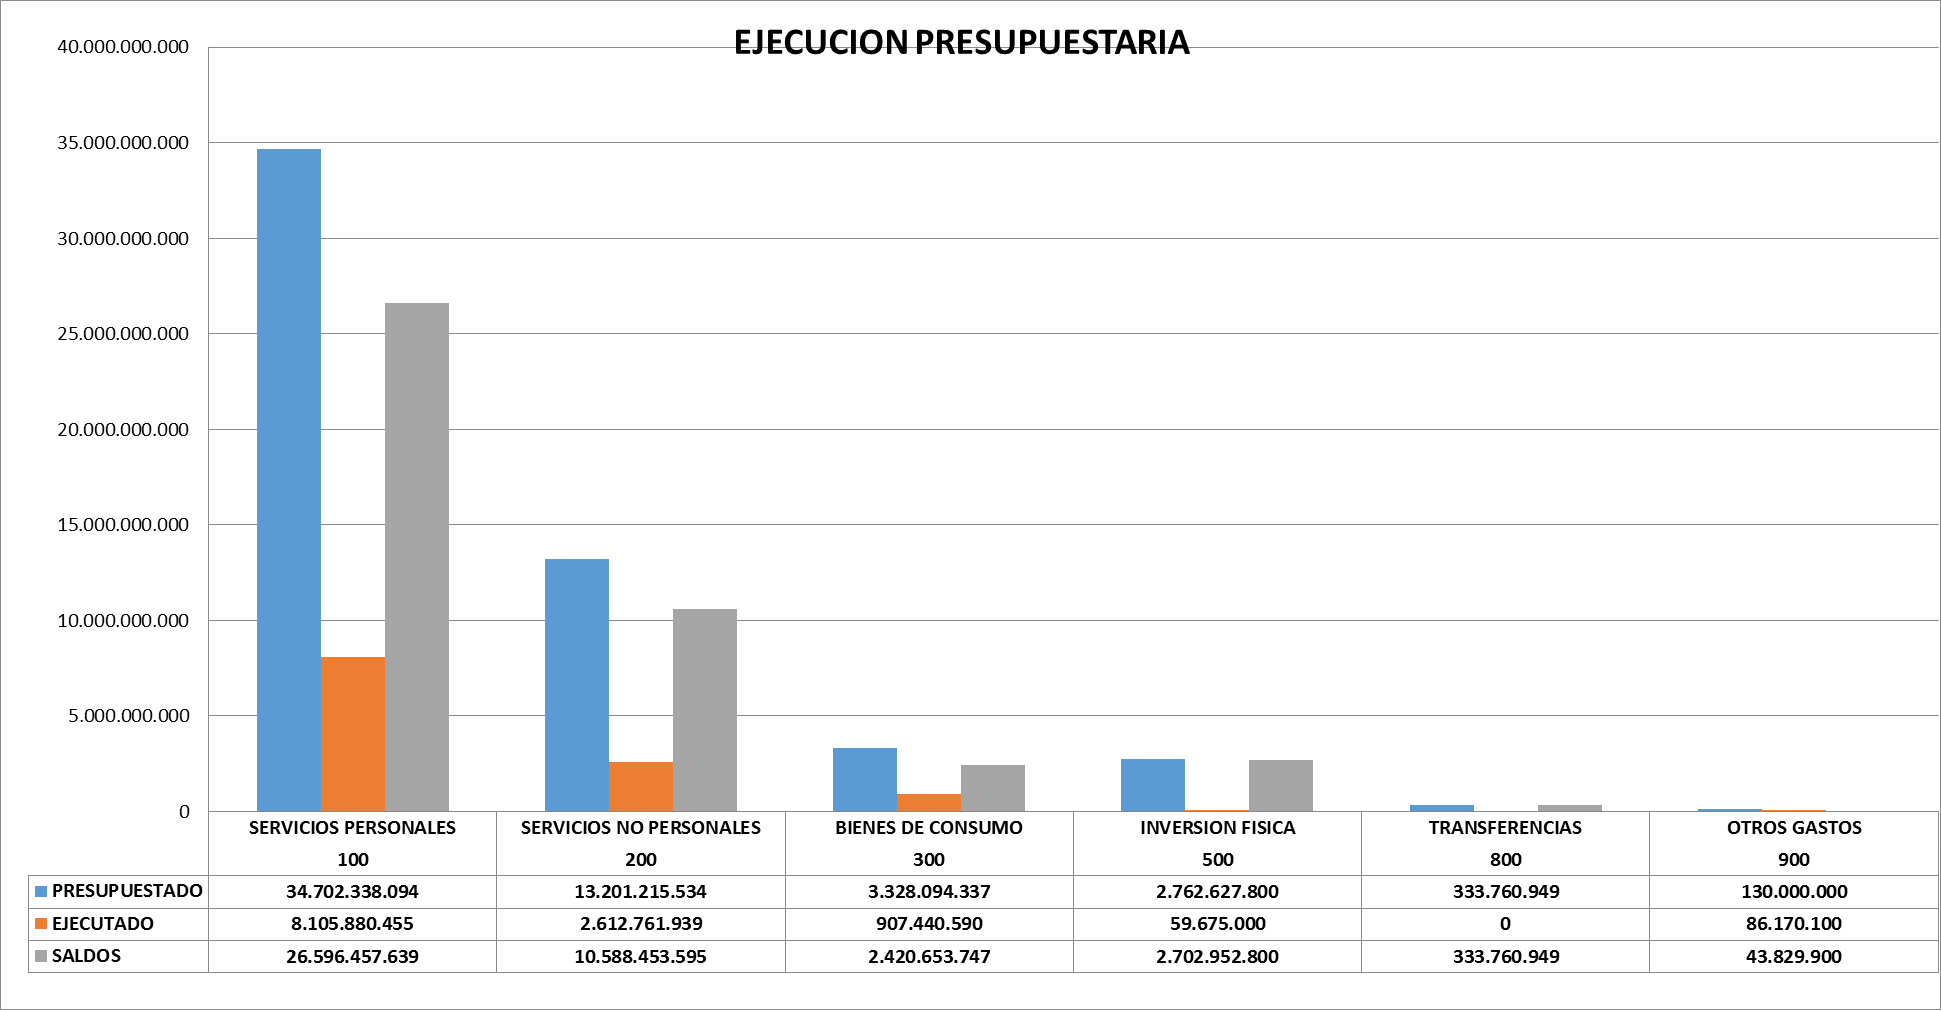 EJECUCION PRESUPUESTARIA
40.000.000.000
35.000.000.000
30.000.000.000
25.000.000.000
20.000.000.000
15.000.000.000
10.000.000.000
5.000.000.000
0
SERVICIOS PERSONALES SERVICIOS NO PERSONALES BIENES DE CONSUMO INVERSION FISICA TRANSFERENCIAS OTROS GASTOS
100 200 300 500 800 900
PRESUPUESTADO 34.702.338.094 13.201.215.534 3.328.094.337 2.762.627.800 333.760.949 130.000.000
EJECUTADO 8.105.880.455 2.612.761.939 907.440.590 59.675.000 0 86.170.100
SALDOS 26.596.457.639 10.588.453.595 2.420.653.747 2.702.952.800 333.760.949 43.829.900